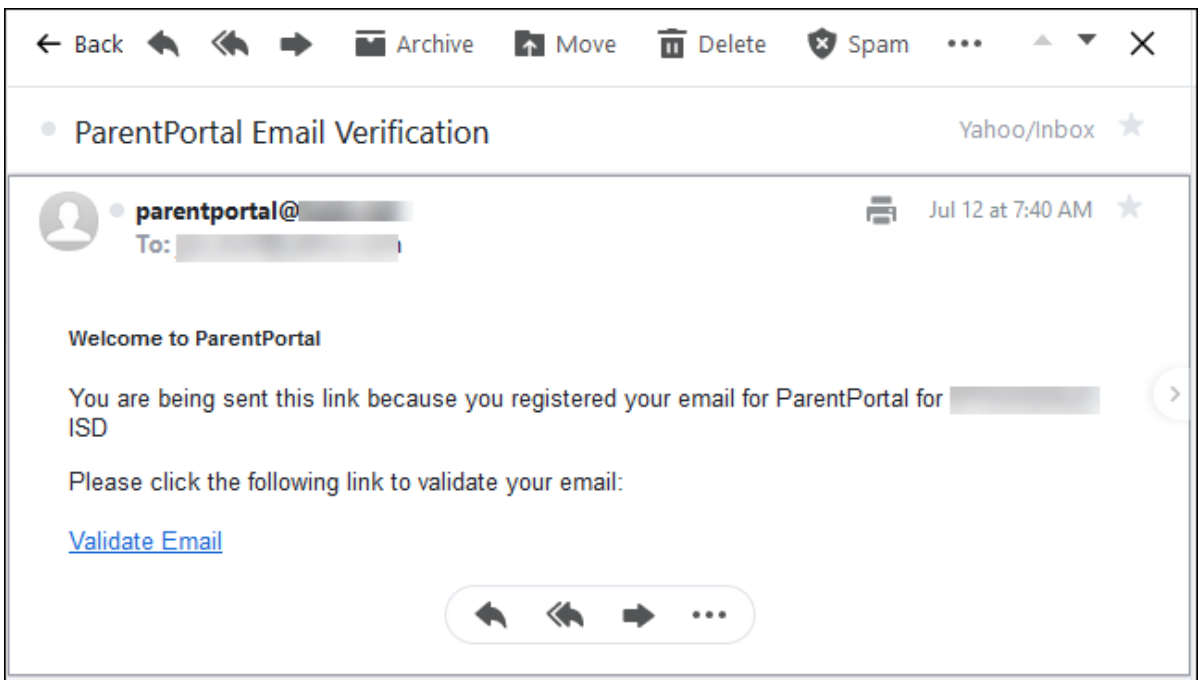 Back Archive Move Delete Spam
ParentPortal Email Verification Yahoo/Inbox
parentportal@ Jul 12 at 7:40 AM
To:
Welcome to ParentPortal
You are being sent this link because you registered your email for ParentPortal for
ISD
Please click the following link to validate your email:
Validate Email